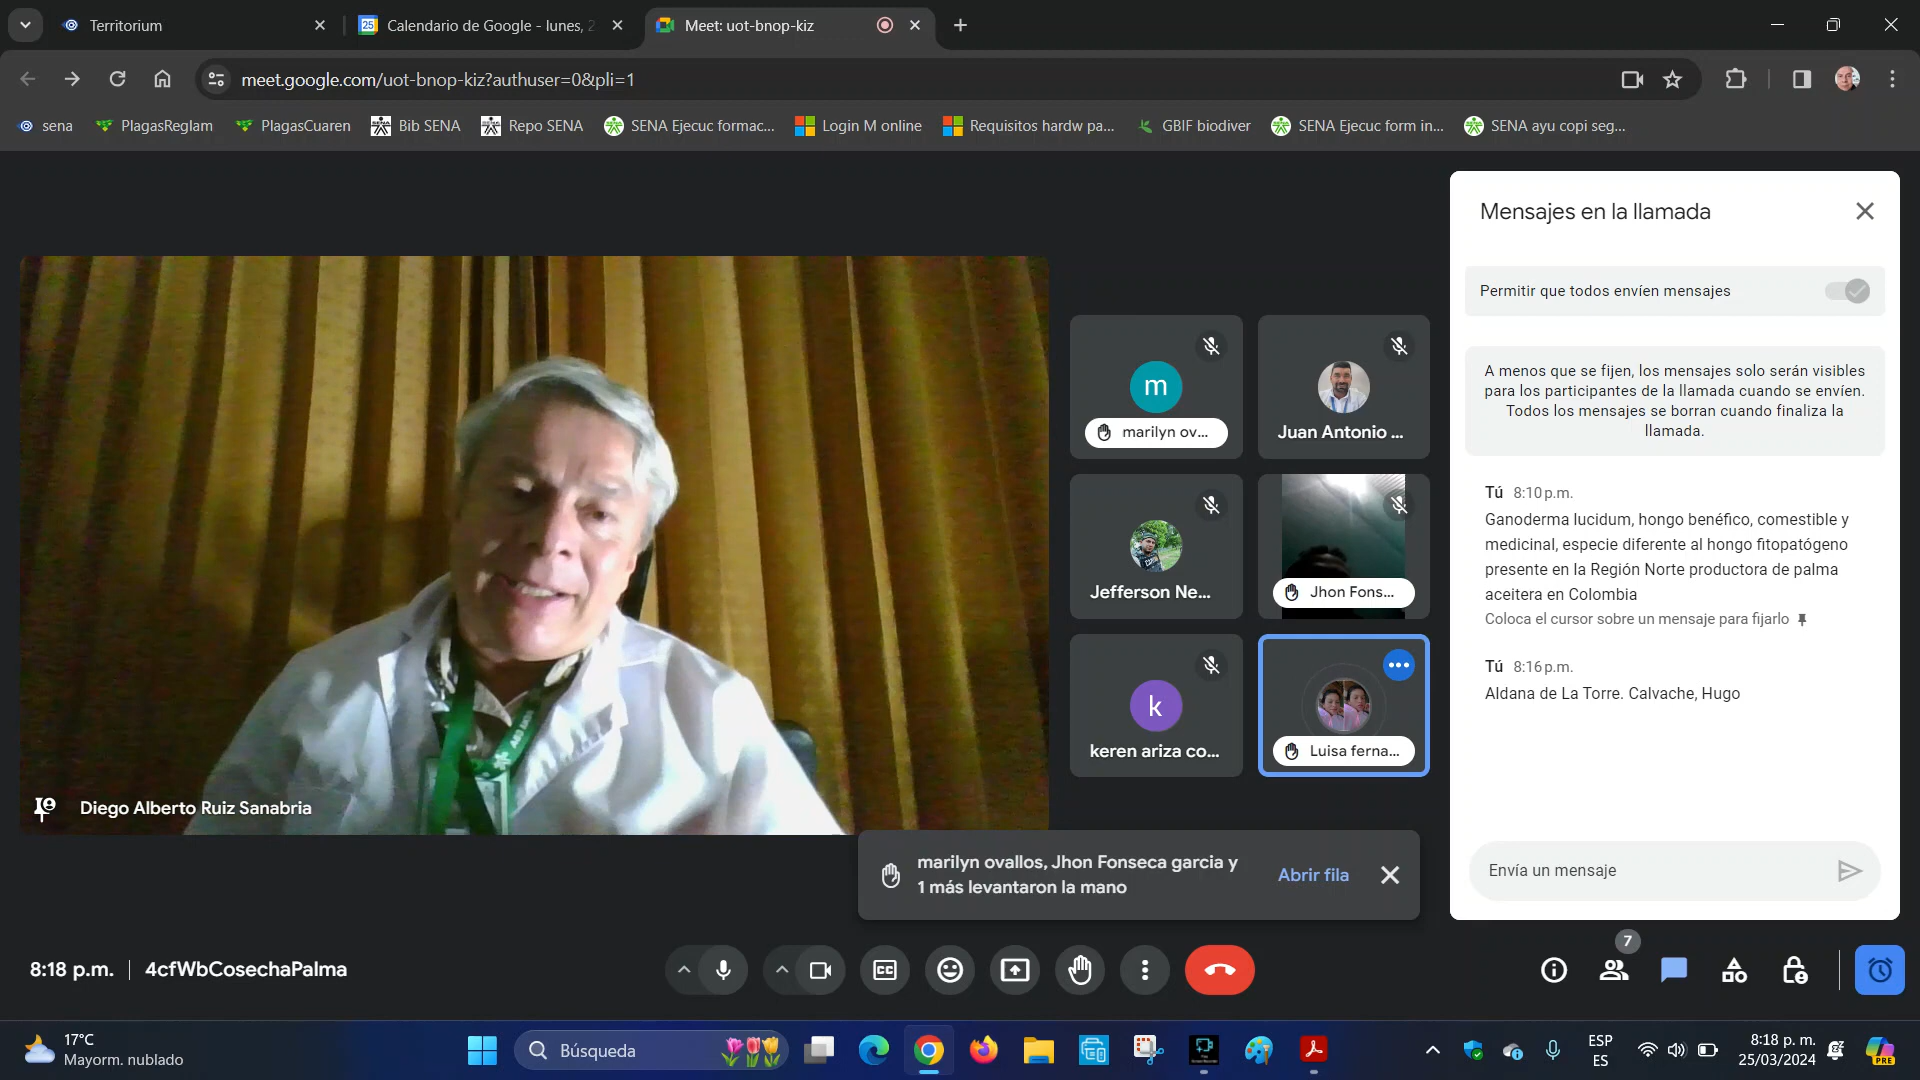 Territorium
Calendario de Google - lunes, 2
Meet: uot-bnop-kiz
meet.google.com/uot-bnop-kiz?authuser=0&pli=1
sena
PlagasReglam
PlagasCuaren
Bib SENA
Repo SENA
SENA Ejecuc formac...
Login M online
Requisitos hardw pa...
GBIF biodiver
SENA Ejecuc form in...
SENA ayu copi seg...
Mensajes en la llamada
Permitir que todos envíen mensajes
A menos que se fijen, los mensajes solo serán visibles
para los participantes de la llamada cuando se envíen.
Todos los mensajes se borran cuando finaliza la
llamada.
Tú 8:10 p.m.
Ganoderma lucidum, hongo benéfico, comestible y
medicinal, especie diferente al hongo fitopatógeno
presente en la Región Norte productora de palma
aceitera en Colombia
Coloca el cursor sobre un mensaje para fijarlo
Tú 8:16 p.m.
Aldana de La Torre. Calvache, Hugo
Envía un mensaje
m
marilyn ov...
Juan Antonio ...
Jefferson Ne...
Jhon Fons...
k
keren ariza co...
Luisa ferna...
Diego Alberto Ruiz Sanabria
marilyn ovallos, Jhon Fonseca garcia y
1 más levantaron la mano
Abrir fila
8:18 p.m.
4cfWbCosechaPalma
7
17°C
Mayorm. nublado
Búsqueda
ESP
ES
8:18 p. m.
25/03/2024
PRE